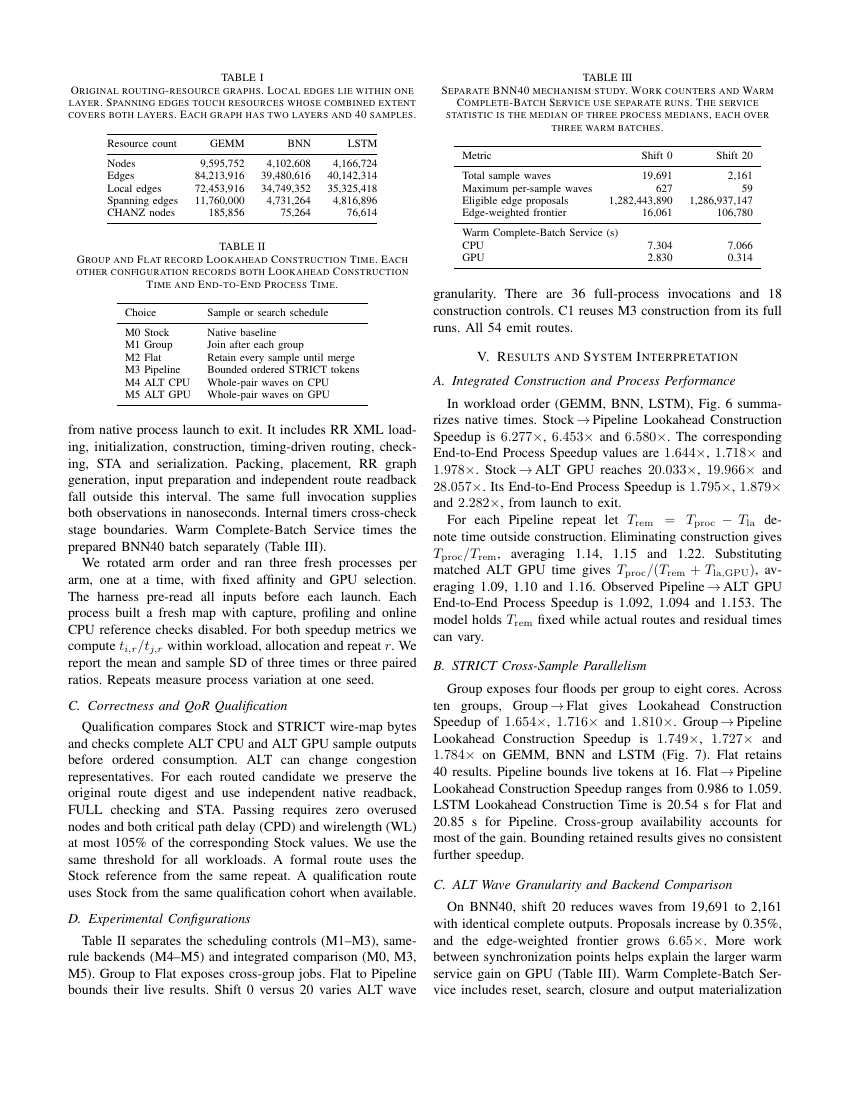 TABLE I
ORIGINAL ROUTING-RESOURCE GRAPHS. LOCAL EDGES LIE WITHIN ONE
LAYER. SPANNING EDGES TOUCH RESOURCES WHOSE COMBINED EXTENT
COVERS BOTH LAYERS. EACH GRAPH HAS TWO LAYERS AND 40 SAMPLES.
Resource count GEMM BNN LSTM
Nodes 9,595,752 4,102,608 4,166,724
Edges 84,213,916 39,480,616 40,142,314
Local edges 72,453,916 34,749,352 35,325,418
Spanning edges 11,760,000 4,731,264 4,816,896
CHANZ nodes 185,856 75,264 76,614
TABLE II
GROUP AND FLAT RECORD LOOKAHEAD CONSTRUCTION TIME. EACH
OTHER CONFIGURATION RECORDS BOTH LOOKAHEAD CONSTRUCTION
TIME AND END-TO-END PROCESS TIME.
Choice Sample or search schedule
M0 Stock Native baseline
M1 Group Join after each group
M2 Flat Retain every sample until merge
M3 Pipeline Bounded ordered STRICT tokens
M4 ALT CPU Whole-pair waves on CPU
M5 ALT GPU Whole-pair waves on GPU
from native process launch to exit. It includes RR XML load-
ing, initialization, construction, timing-driven routing, check-
ing, STA and serialization. Packing, placement, RR graph
generation, input preparation and independent route readback
fall outside this interval. The same full invocation supplies
both observations in nanoseconds. Internal timers cross-check
stage boundaries. Warm Complete-Batch Service times the
prepared BNN40 batch separately (Table III).
We rotated arm order and ran three fresh processes per
arm, one at a time, with fixed affinity and GPU selection.
The harness pre-read all inputs before each launch. Each
process built a fresh map with capture, profiling and online
CPU reference checks disabled. For both speedup metrics we
compute t_{i,r}/t_{j,r} within workload, allocation and repeat r. We
report the mean and sample SD of three times or three paired
ratios. Repeats measure process variation at one seed.
C. Correctness and QoR Qualification
Qualification compares Stock and STRICT wire-map bytes
and checks complete ALT CPU and ALT GPU sample outputs
before ordered consumption. ALT can change congestion
representatives. For each routed candidate we preserve the
original route digest and use independent native readback,
FULL checking and STA. Passing requires zero overused
nodes and both critical path delay (CPD) and wirelength (WL)
at most 105% of the corresponding Stock values. We use the
same threshold for all workloads. A formal route uses the
Stock reference from the same repeat. A qualification route
uses Stock from the same qualification cohort when available.
D. Experimental Configurations
Table II separates the scheduling controls (M1–M3), same-
rule backends (M4–M5) and integrated comparison (M0, M3,
M5). Group to Flat exposes cross-group jobs. Flat to Pipeline
bounds their live results. Shift 0 versus 20 varies ALT wave
TABLE III
SEPARATE BNN40 MECHANISM STUDY. WORK COUNTERS AND WARM
COMPLETE-BATCH SERVICE USE SEPARATE RUNS. THE SERVICE
STATISTIC IS THE MEDIAN OF THREE PROCESS MEDIANS, EACH OVER
THREE WARM BATCHES.
Metric Shift 0 Shift 20
Total sample waves 19,691 2,161
Maximum per-sample waves 627 59
Eligible edge proposals 1,282,443,890 1,286,937,147
Edge-weighted frontier 16,061 106,780
Warm Complete-Batch Service (s)
CPU 7.304 7.066
GPU 2.830 0.314
granularity. There are 36 full-process invocations and 18
construction controls. C1 reuses M3 construction from its full
runs. All 54 emit routes.
V. RESULTS AND SYSTEM INTERPRETATION
A. Integrated Construction and Process Performance
In workload order (GEMM, BNN, LSTM), Fig. 6 summa-
rizes native times. Stock→Pipeline Lookahead Construction
Speedup is 6.277×, 6.453× and 6.580×. The corresponding
End-to-End Process Speedup values are 1.644×, 1.718× and
1.978×. Stock→ALT GPU reaches 20.033×, 19.966× and
28.057×. Its End-to-End Process Speedup is 1.795×, 1.879×
and 2.282×, from launch to exit.
For each Pipeline repeat let T_{rem} = T_{proc} − T_{la} de-
note time outside construction. Eliminating construction gives
T_{proc}/T_{rem}, averaging 1.14, 1.15 and 1.22. Substituting
matched ALT GPU time gives T_{proc}/(T_{rem} + T_{la,GPU}), av-
eraging 1.09, 1.10 and 1.16. Observed Pipeline→ALT GPU
End-to-End Process Speedup is 1.092, 1.094 and 1.153. The
model holds T_{rem} fixed while actual routes and residual times
can vary.
B. STRICT Cross-Sample Parallelism
Group exposes four floods per group to eight cores. Across
ten groups, Group→Flat gives Lookahead Construction
Speedup of 1.654×, 1.716× and 1.810×. Group→Pipeline
Lookahead Construction Speedup is 1.749×, 1.727× and
1.784× on GEMM, BNN and LSTM (Fig. 7). Flat retains
40 results. Pipeline bounds live tokens at 16. Flat→Pipeline
Lookahead Construction Speedup ranges from 0.986 to 1.059.
LSTM Lookahead Construction Time is 20.54 s for Flat and
20.85 s for Pipeline. Cross-group availability accounts for
most of the gain. Bounding retained results gives no consistent
further speedup.
C. ALT Wave Granularity and Backend Comparison
On BNN40, shift 20 reduces waves from 19,691 to 2,161
with identical complete outputs. Proposals increase by 0.35%,
and the edge-weighted frontier grows 6.65×. More work
between synchronization points helps explain the larger warm
service gain on GPU (Table III). Warm Complete-Batch Ser-
vice includes reset, search, closure and output materialization